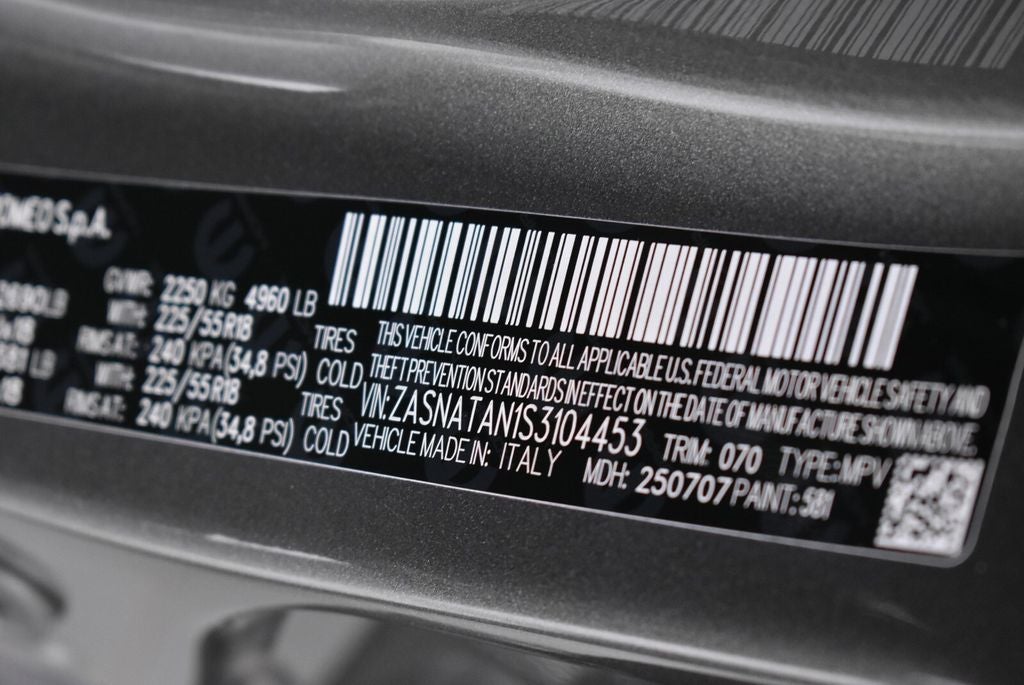 OMEO S.p.A.
GVWR: 2250 KG 4960 LB
WITH: 225/55R18 TIRES
RIMS AT: 240 KPA(34,8 PSI) COLD
WITH: 225/55R18 TIRES
RIMS AT: 240 KPA(34,8 PSI) COLD
THIS VEHICLE CONFORMS TO ALL APPLICABLE U.S. FEDERAL MOTOR VEHICLE SAFETY AND
THEFT PREVENTION STANDARDS IN EFFECT ON THE DATE OF MANUFACTURE SHOWN ABOVE.
VIN: ZASNATAN1S3104453 TRIM: 070 TYPE: MPV
VEHICLE MADE IN: ITALY MDH: 250707 PAINT: 581